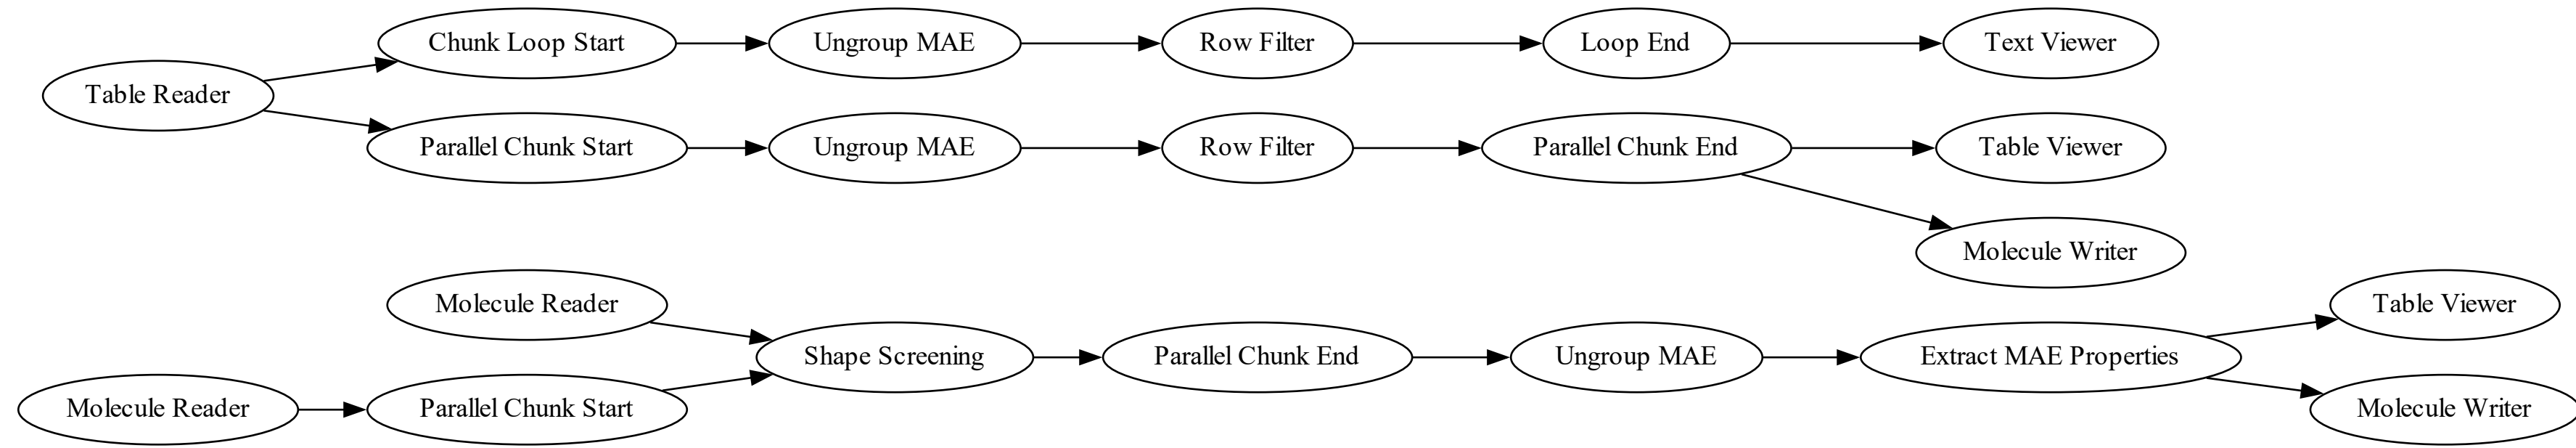 Table Reader
Chunk Loop Start
Ungroup MAE
Row Filter
Loop End
Text Viewer
Parallel Chunk Start
Ungroup MAE
Row Filter
Parallel Chunk End
Table Viewer
Molecule Writer
Molecule Reader
Molecule Reader
Parallel Chunk Start
Shape Screening
Parallel Chunk End
Ungroup MAE
Extract MAE Properties
Table Viewer
Molecule Writer